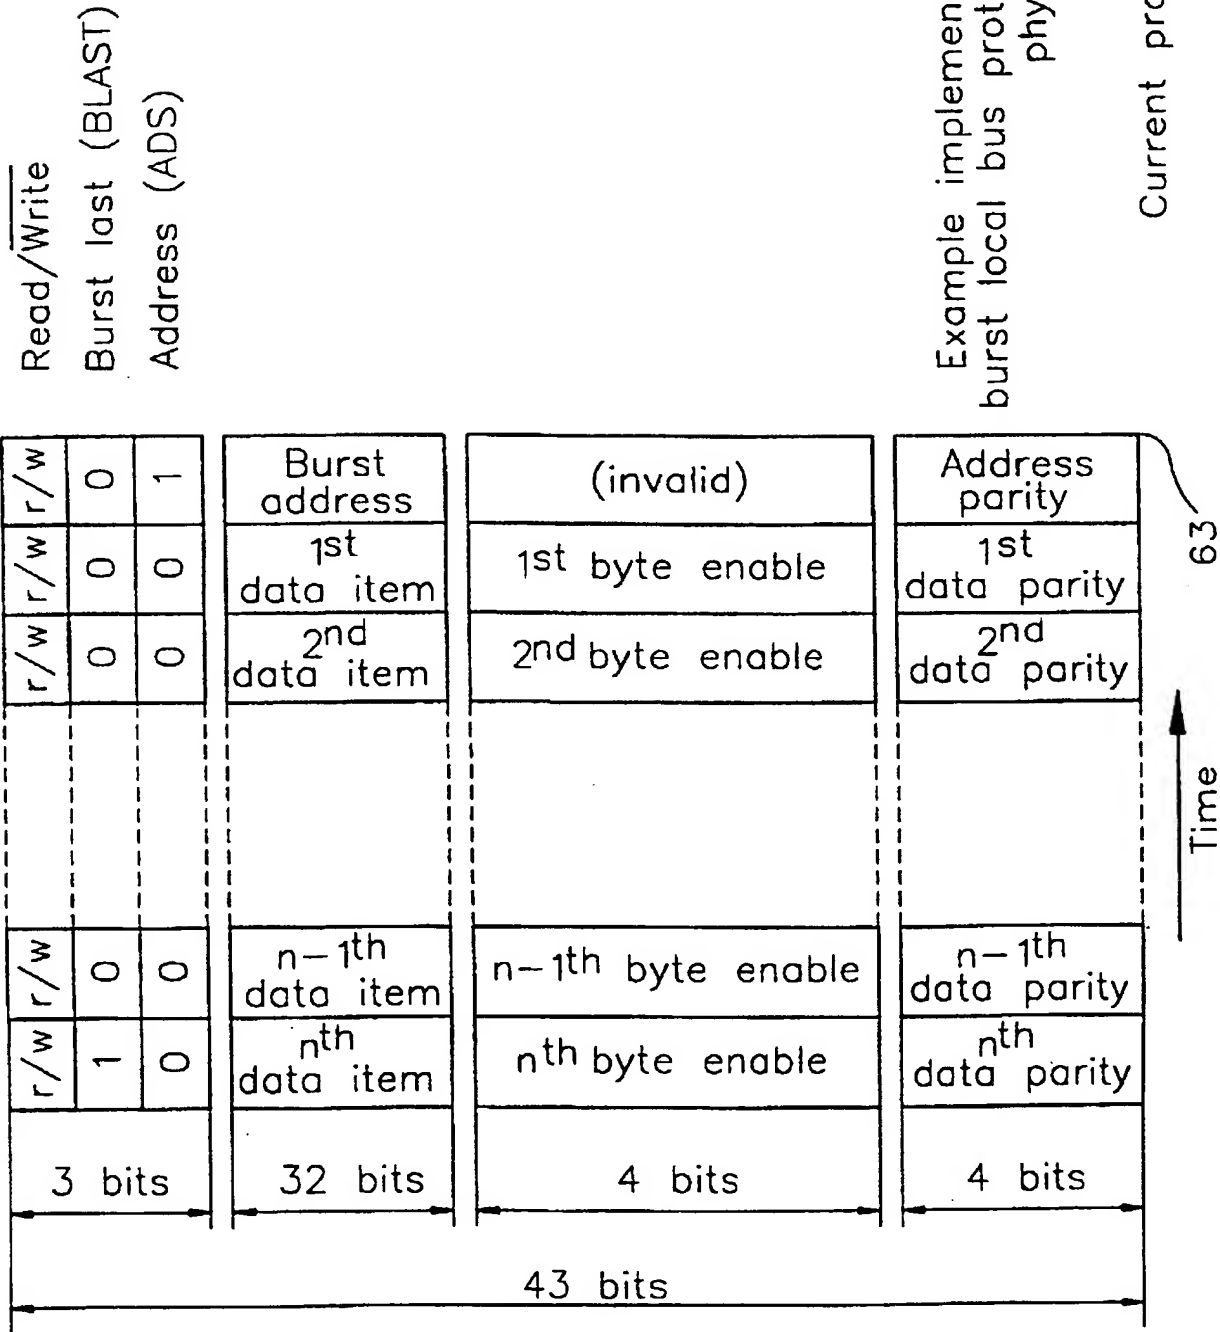 Read/Write
Burst last (BLAST)
Address (ADS)
r/w r/w r/w r/w r/w
1 0 0 0 0
0 0 0 0 1
Burst
address
1st
data item
2nd
data item
n-1th
data item
nth
data item
(invalid)
1st byte enable
2nd byte enable
n-1th byte enable
nth byte enable
Address
parity
1st
data parity
2nd
data parity
n-1th
data parity
nth
data parity
3 bits
32 bits
4 bits
4 bits
43 bits
63
Time
Example implemen
burst local bus prot
phy
Current pro